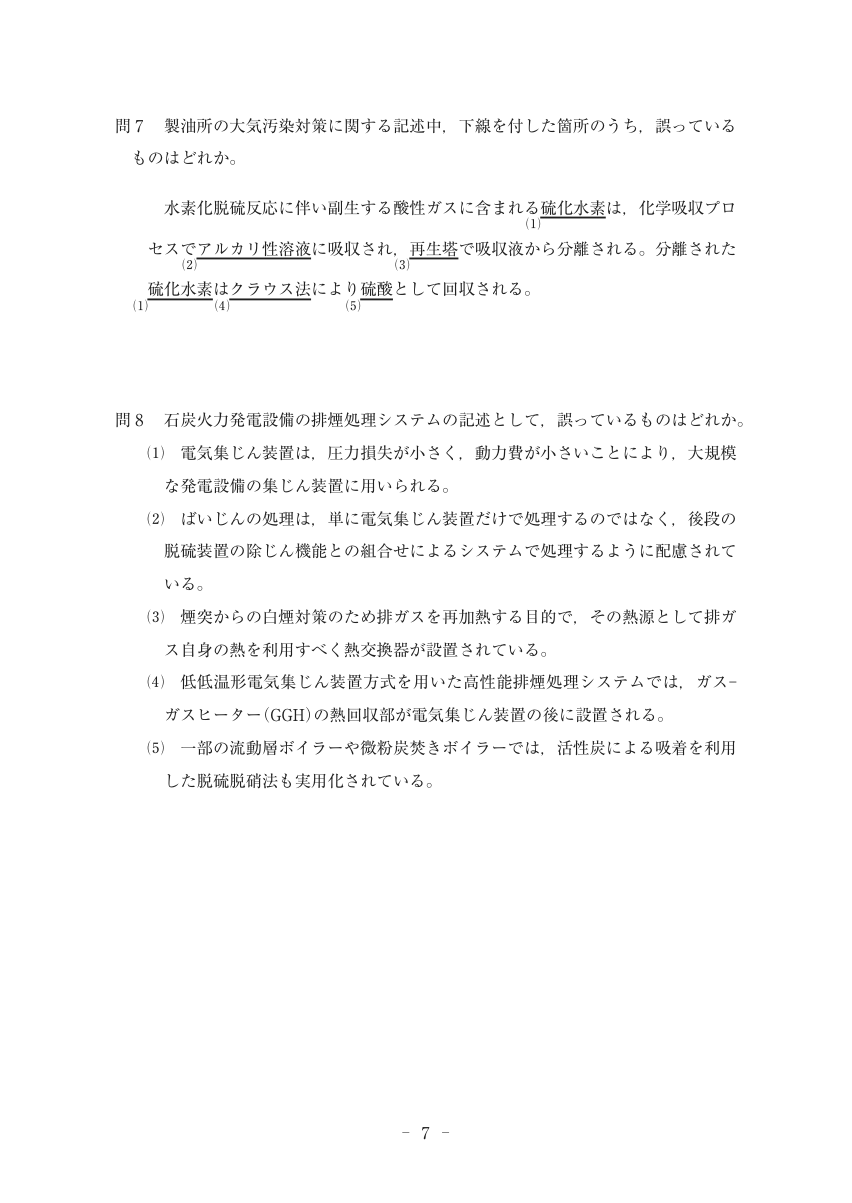 問７　製油所の大気汚染対策に関する記述中，下線を付した箇所のうち，誤っている
ものはどれか。
水素化脱硫反応に伴い副生する酸性ガスに含まれる硫化水素は，化学吸収プロ
(1)
セスでアルカリ性溶液に吸収され，再生塔で吸収液から分離される。分離された
(2) (3)
硫化水素はクラウス法により硫酸として回収される。
(1) (4) (5)
問８　石炭火力発電設備の排煙処理システムの記述として，誤っているものはどれか。
(1)　電気集じん装置は，圧力損失が小さく，動力費が小さいことにより，大規模
な発電設備の集じん装置に用いられる。
(2)　ばいじんの処理は，単に電気集じん装置だけで処理するのではなく，後段の
脱硫装置の除じん機能との組合せによるシステムで処理するように配慮されて
いる。
(3)　煙突からの白煙対策のため排ガスを再加熱する目的で，その熱源として排ガ
ス自身の熱を利用すべく熱交換器が設置されている。
(4)　低低温形電気集じん装置方式を用いた高性能排煙処理システムでは，ガス−
ガスヒーター(GGH)の熱回収部が電気集じん装置の後に設置される。
(5)　一部の流動層ボイラーや微粉炭焚きボイラーでは，活性炭による吸着を利用
した脱硫脱硝法も実用化されている。
− 7 −